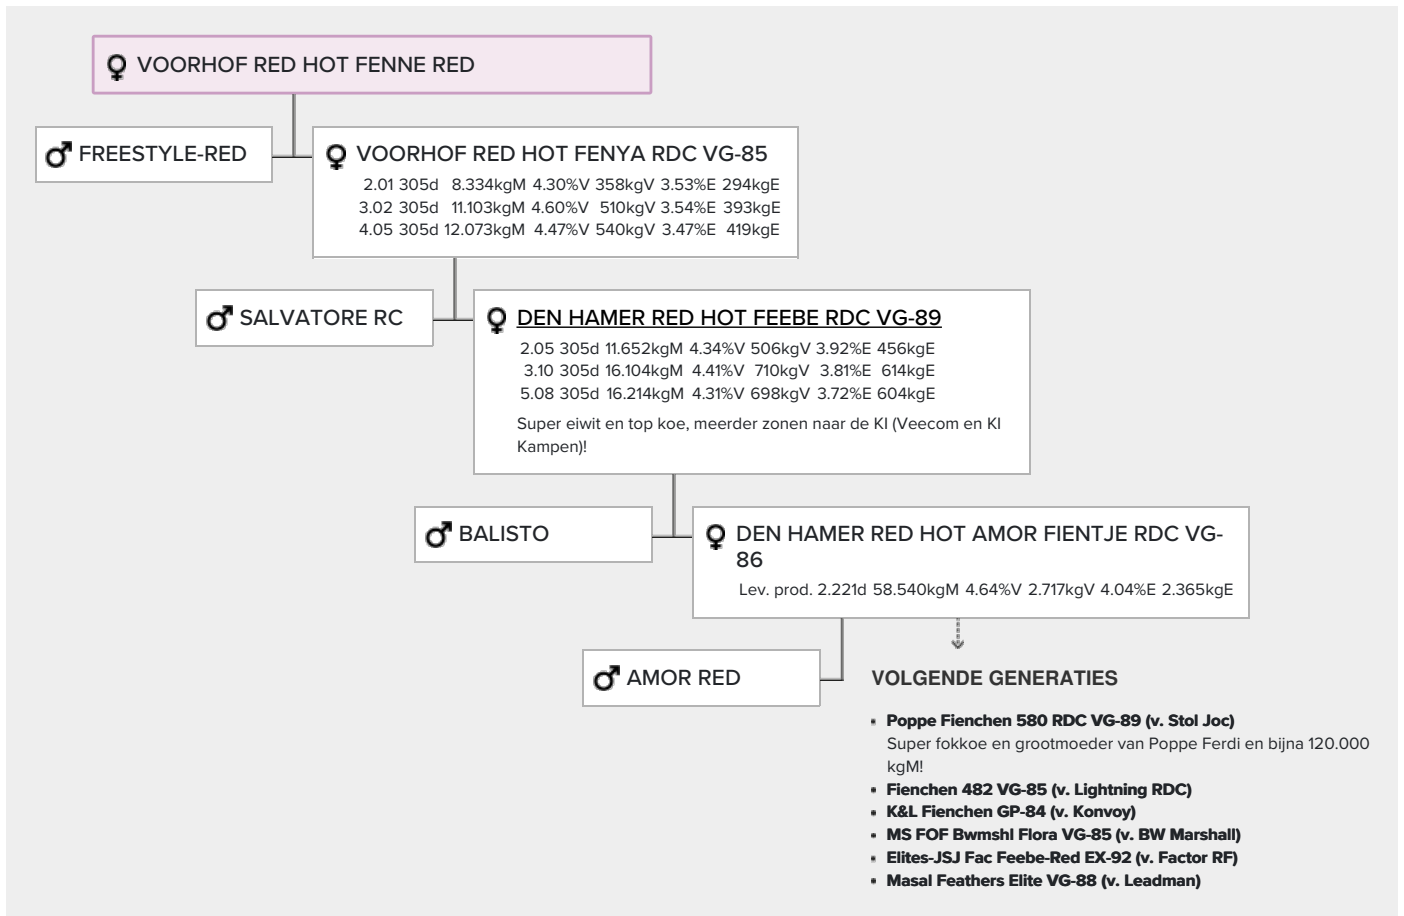 VOORHOF RED HOT FENNE RED
FREESTYLE-RED
VOORHOF RED HOT FENYA RDC VG-85
2.01 305d 8.334kgM 4.30%V 358kgV 3.53%E 294kgE
3.02 305d 11.103kgM 4.60%V 510kgV 3.54%E 393kgE
4.05 305d 12.073kgM 4.47%V 540kgV 3.47%E 419kgE
SALVATORE RC
DEN HAMER RED HOT FEEBE RDC VG-89
2.05 305d 11.652kgM 4.34%V 506kgV 3.92%E 456kgE
3.10 305d 16.104kgM 4.41%V 710kgV 3.81%E 614kgE
5.08 305d 16.214kgM 4.31%V 698kgV 3.72%E 604kgE
Super eiwit en top koe, meerder zonen naar de KI (Veecom en KI
Kampen)!
BALISTO
DEN HAMER RED HOT AMOR FIENTJE RDC VG-
86
Lev. prod. 2.221d 58.540kgM 4.64%V 2.717kgV 4.04%E 2.365kgE
AMOR RED
VOLGENDE GENERATIES
• Poppe Fienchen 580 RDC VG-89 (v. Stol Joc)
Super fokkoe en grootmoeder van Poppe Ferdi en bijna 120.000
kgM!
• Fienchen 482 VG-85 (v. Lightning RDC)
• K&L Fienchen GP-84 (v. Konvoy)
• MS FOF Bwmshl Flora VG-85 (v. BW Marshall)
• Elites-JSJ Fac Feebe-Red EX-92 (v. Factor RF)
• Masal Feathers Elite VG-88 (v. Leadman)